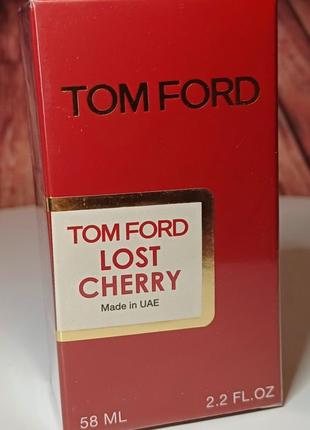 TOM FORD
TOM FORD
LOST
CHERRY
Made in UAE
58 ML
2.2 FL.OZ